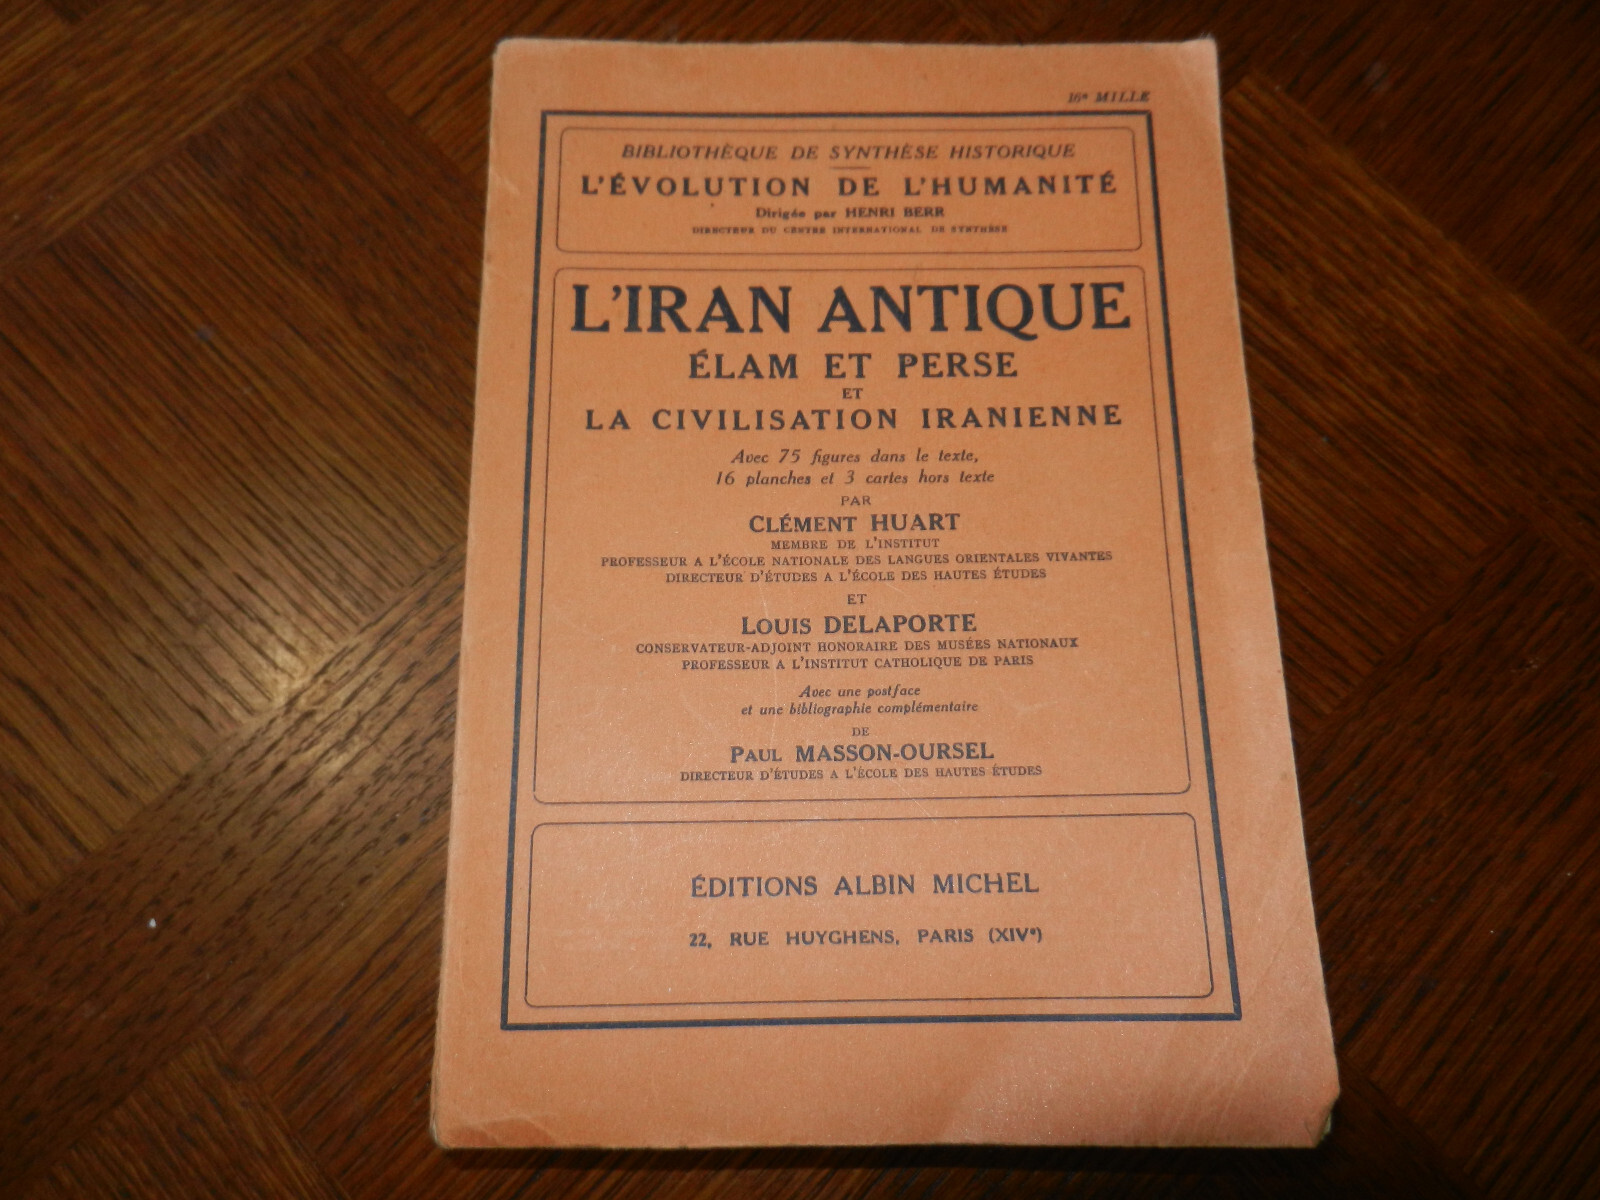 16e MILLE
BIBLIOTHÈQUE DE SYNTHÈSE HISTORIQUE
L'ÉVOLUTION DE L'HUMANITÉ
Dirigée par HENRI BERR
DIRECTEUR DU CENTRE INTERNATIONAL DE SYNTHÈSE
L'IRAN ANTIQUE
ÉLAM ET PERSE
ET
LA CIVILISATION IRANIENNE
Avec 75 figures dans le texte,
16 planches et 3 cartes hors texte
PAR
CLÉMENT HUART
MEMBRE DE L'INSTITUT
PROFESSEUR A L'ÉCOLE NATIONALE DES LANGUES ORIENTALES VIVANTES
DIRECTEUR D'ÉTUDES A L'ÉCOLE DES HAUTES ÉTUDES
ET
LOUIS DELAPORTE
CONSERVATEUR-ADJOINT HONORAIRE DES MUSÉES NATIONAUX
PROFESSEUR A L'INSTITUT CATHOLIQUE DE PARIS
Avec une postface
et une bibliographie complémentaire
DE
PAUL MASSON-OURSEL
DIRECTEUR D'ÉTUDES A L'ÉCOLE DES HAUTES ÉTUDES
ÉDITIONS ALBIN MICHEL
22, RUE HUYGHENS, PARIS (XIVe)